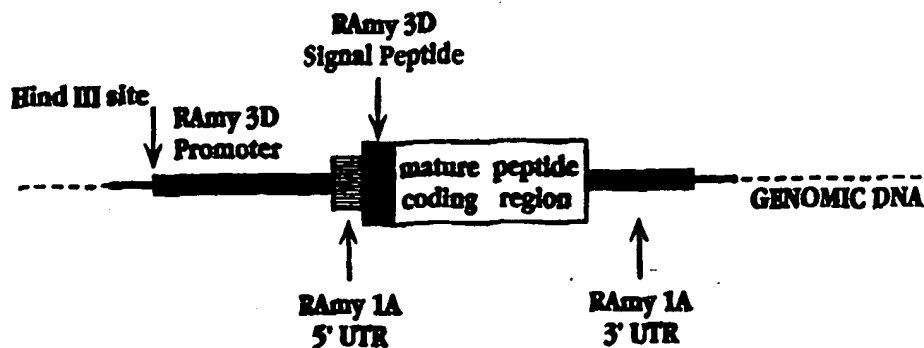 RAmy 3D
Signal Peptide
Hind III site
RAmy 3D
Promoter
mature peptide
coding region
GENOMIC DNA
RAmy 1A
5' UTR
RAmy 1A
3' UTR